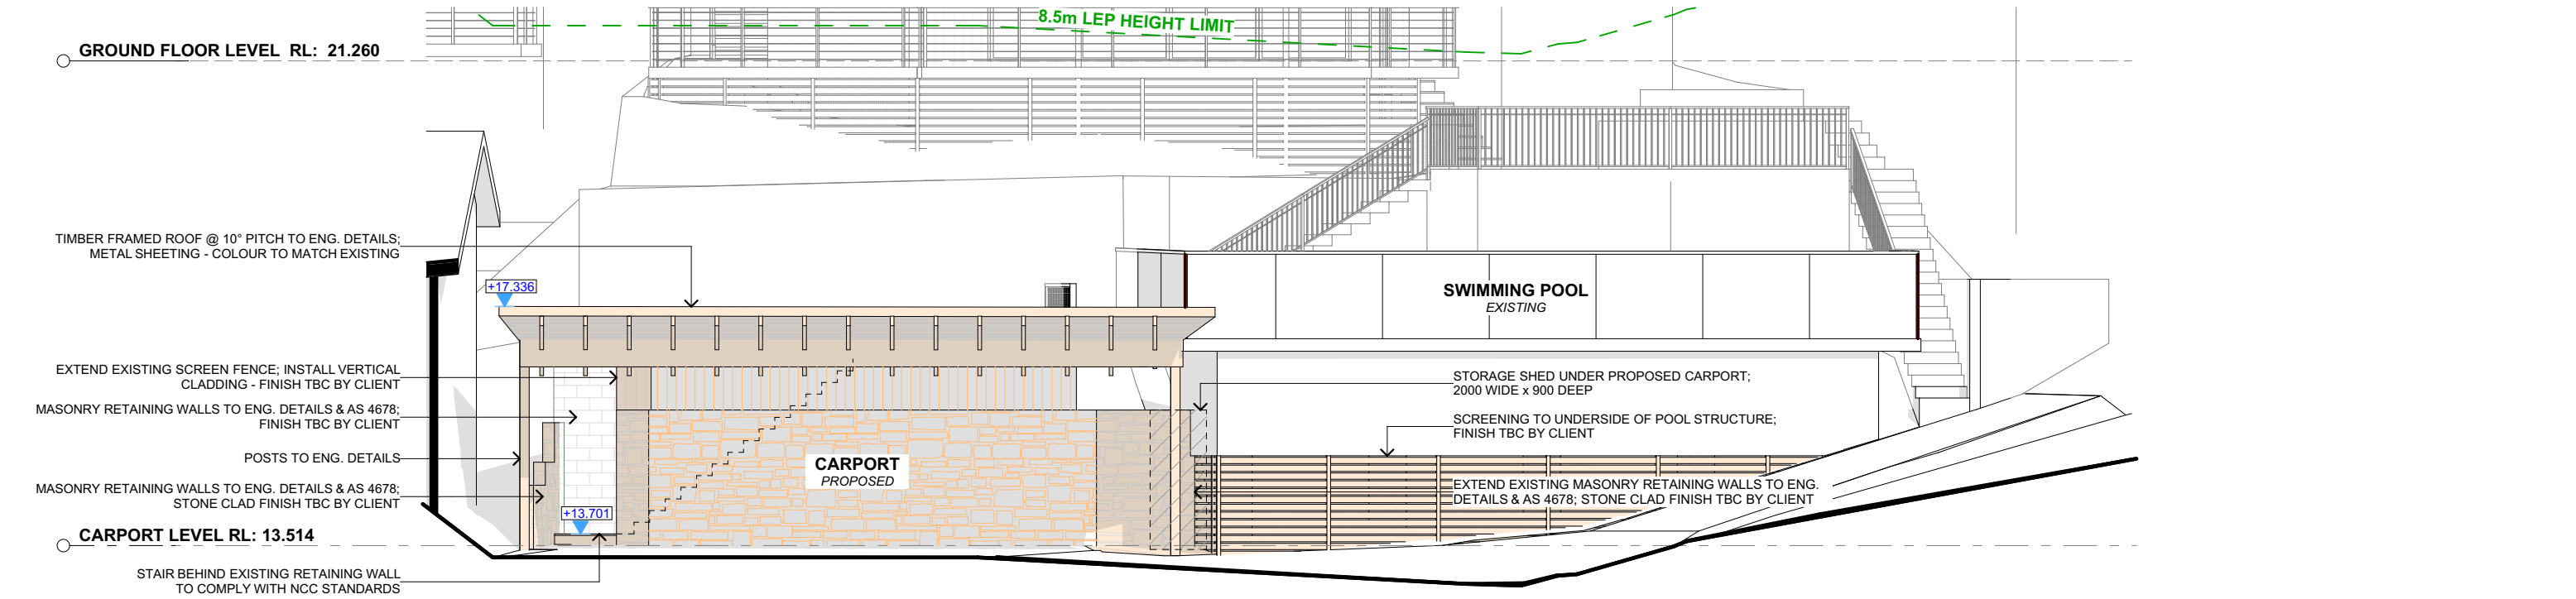 8.5m LEP HEIGHT LIMIT
GROUND FLOOR LEVEL RL: 21.260
TIMBER FRAMED ROOF @ 10° PITCH TO ENG. DETAILS;
METAL SHEETING - COLOUR TO MATCH EXISTING
+17.336
SWIMMING POOL
EXISTING
EXTEND EXISTING SCREEN FENCE; INSTALL VERTICAL
CLADDING - FINISH TBC BY CLIENT
STORAGE SHED UNDER PROPOSED CARPORT;
2000 WIDE x 900 DEEP
MASONRY RETAINING WALLS TO ENG. DETAILS & AS 4678;
FINISH TBC BY CLIENT
SCREENING TO UNDERSIDE OF POOL STRUCTURE;
FINISH TBC BY CLIENT
POSTS TO ENG. DETAILS
CARPORT
PROPOSED
MASONRY RETAINING WALLS TO ENG. DETAILS & AS 4678;
STONE CLAD FINISH TBC BY CLIENT
EXTEND EXISTING MASONRY RETAINING WALLS TO ENG.
DETAILS & AS 4678; STONE CLAD FINISH TBC BY CLIENT
+13.701
CARPORT LEVEL RL: 13.514
STAIR BEHIND EXISTING RETAINING WALL
TO COMPLY WITH NCC STANDARDS